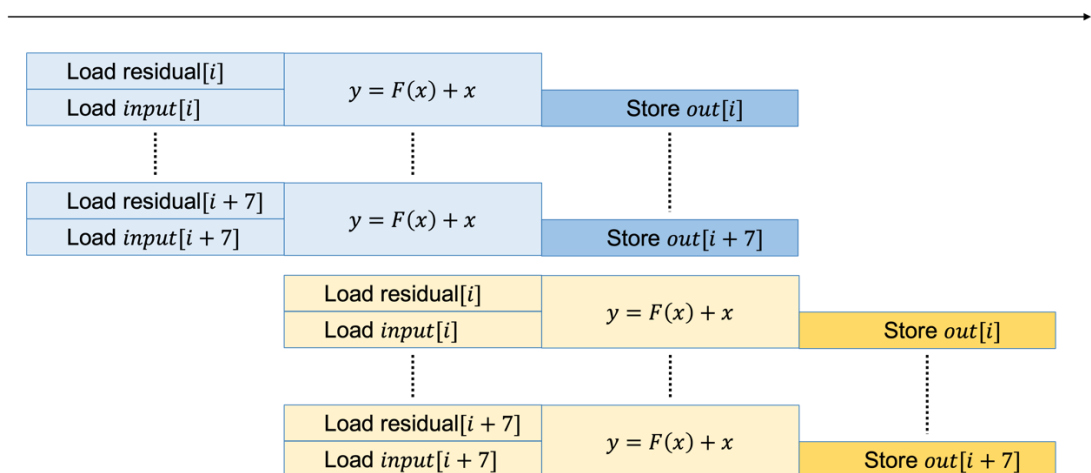 Load residual[i]
Load input[i]
y = F(x) + x
Store out[i]
Load residual[i + 7]
Load input[i + 7]
y = F(x) + x
Store out[i + 7]
Load residual[i]
Load input[i]
y = F(x) + x
Store out[i]
Load residual[i + 7]
Load input[i + 7]
y = F(x) + x
Store out[i + 7]